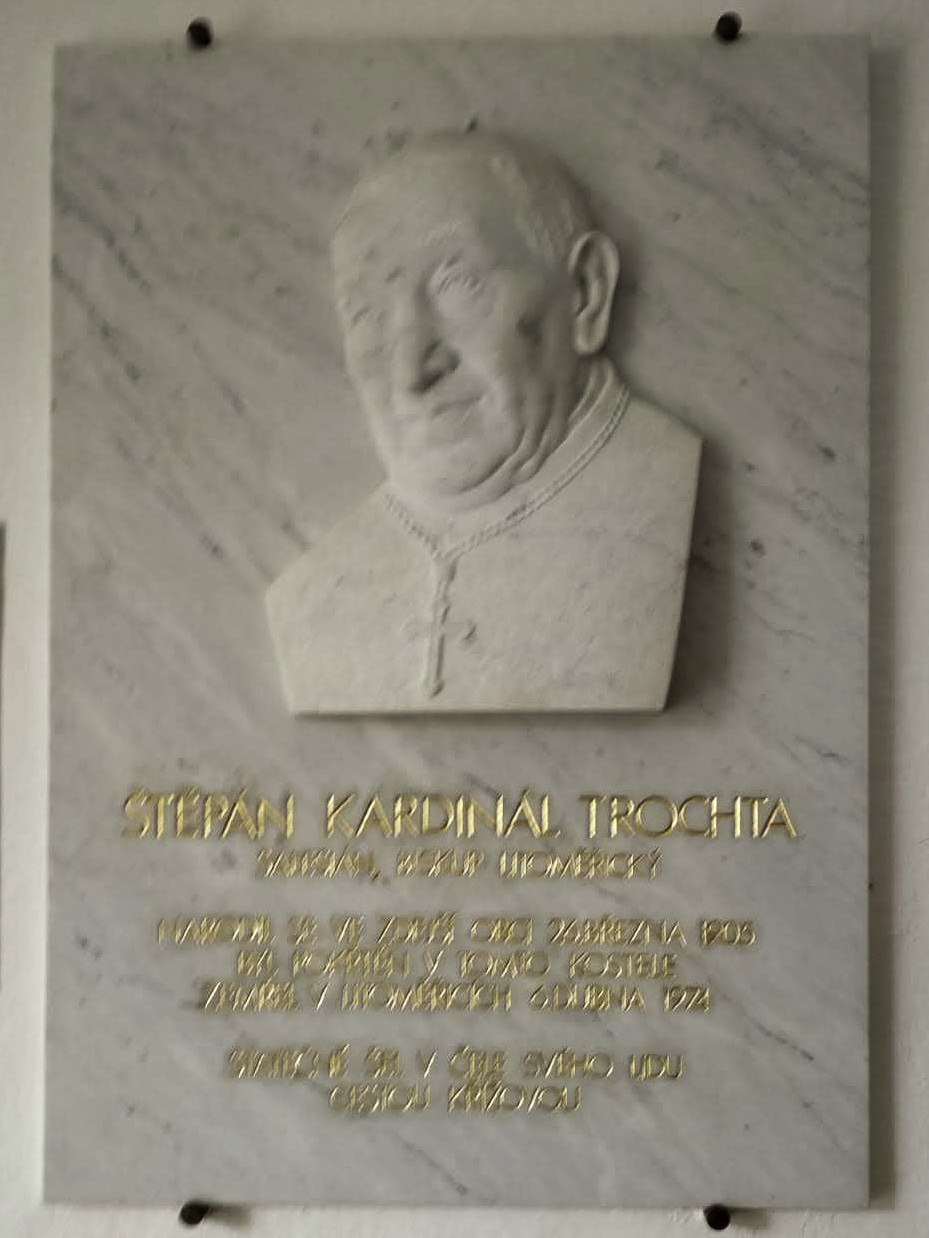 ŠTĚPÁN KARDINÁL TROCHTA
SALESIÁN, BISKUP LITOMĚŘICKÝ
NARODIL SE VE ZDEJŠÍ OBCI 26.BŘEZNA 1905
BYL POKŘTĚN V TOMTO KOSTELE
ZEMŘEL V LITOMĚŘICÍCH 6.DUBNA 1974
STATEČNĚ ŠEL V ČELE SVÉHO LIDU
CESTOU KŘÍŽOVOU